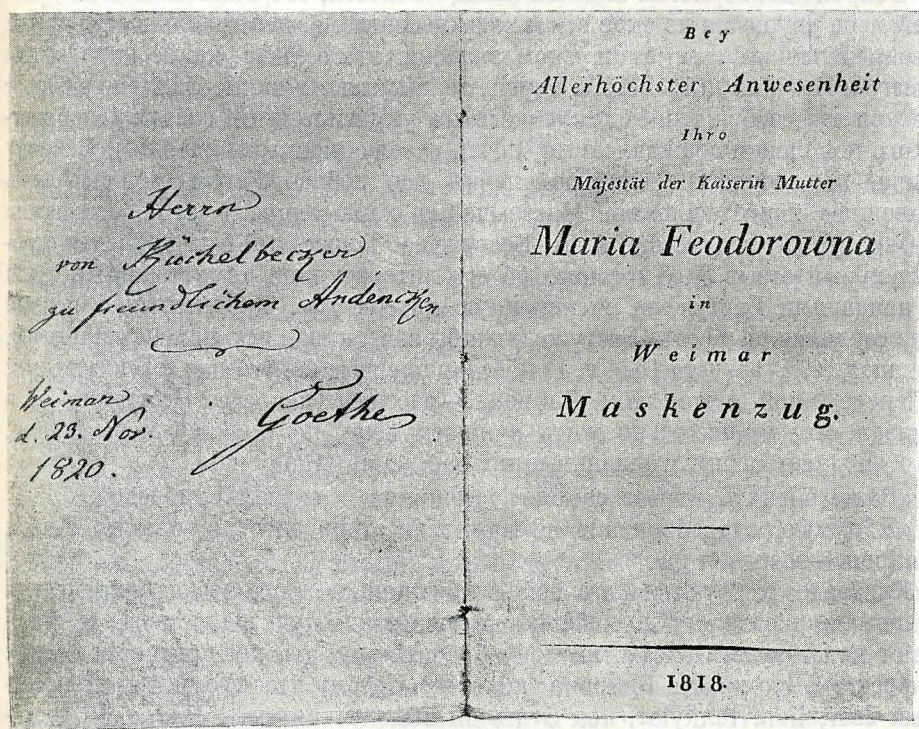 Herrn
von Küchelbecker
zu freundlichem Andencken
Weimar
d. 23. Nov.
1820.
Goethe
Bey
Allerhöchster Anwesenheit
Ihro
Majestät der Kaiserin Mutter
Maria Feodorowna
in
Weimar
Maskenzug.
1818.